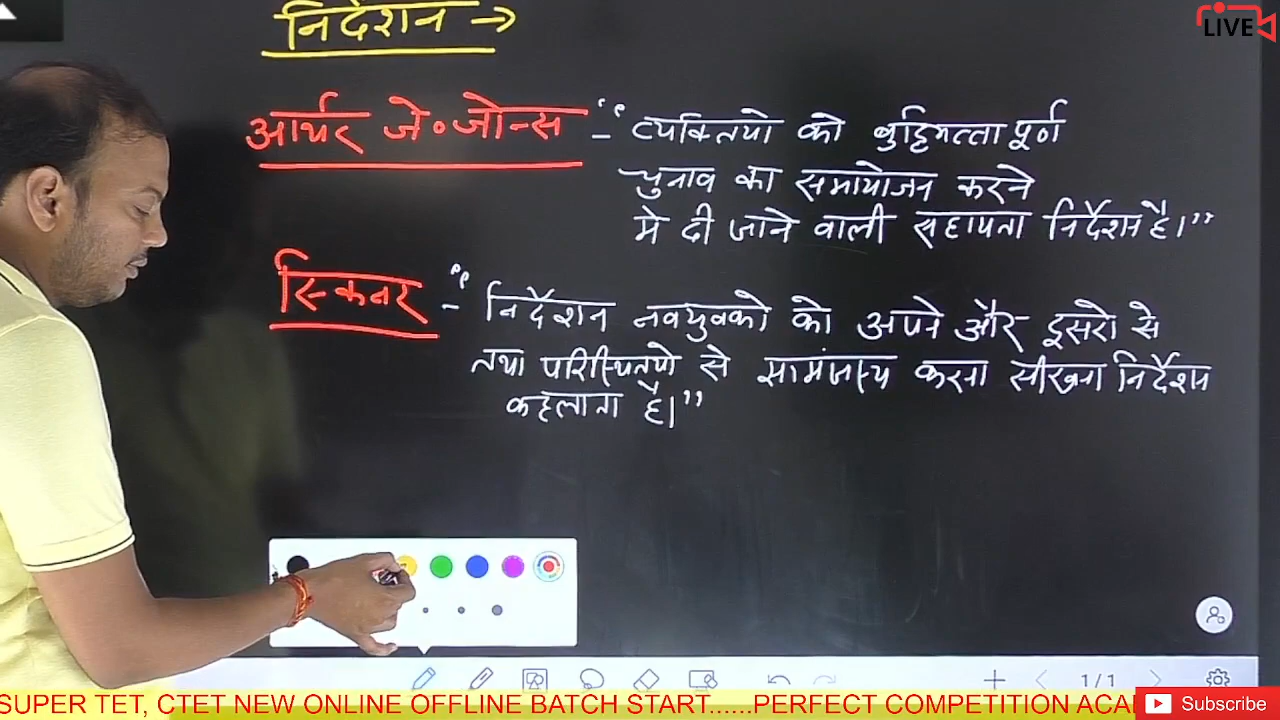 LIVE
निर्देशन →
आर्थर जे॰ जोन्स - "व्यक्तियो को बुद्धिमत्ता पूर्ण
चुनाव का समायोजन करने
मे दी जाने वाली सहायता निर्देशन है।"
स्किनर - "निर्देशन नवयुवको को अपने और दूसरो से
तथा परिस्थितयो से सामंजस्य करना सीखना निर्देशन
कहलाता है।"
1/1
SUPER TET, CTET NEW ONLINE OFFLINE BATCH START......PERFECT COMPETITION ACA
Subscribe